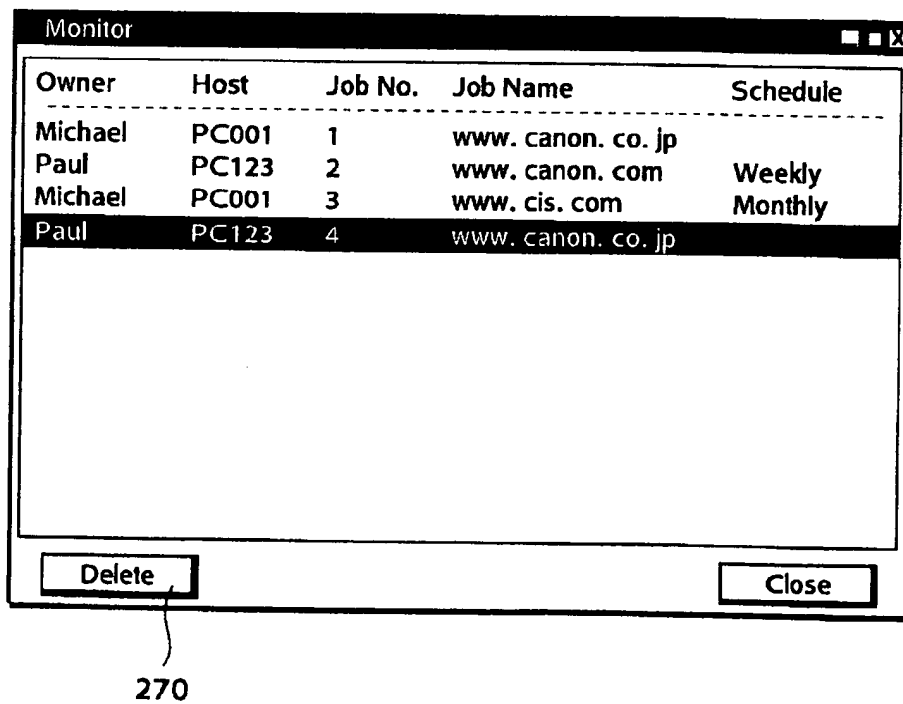 Monitor
Owner Host Job No. Job Name Schedule
Michael PC001 1 www. canon. co. jp
Paul PC123 2 www. canon. com Weekly
Michael PC001 3 www. cis. com Monthly
Paul PC123 4 www. canon. co. jp
Delete Close
270